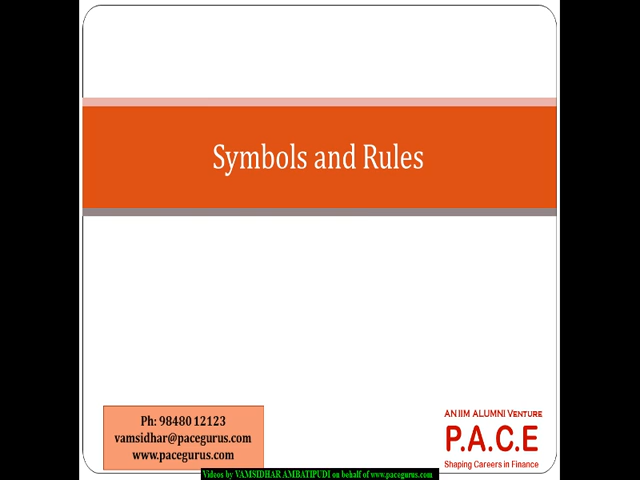 Symbols and Rules
Ph: 98480 12123
vamsidhar@pacegurus.com
www.pacegurus.com
AN IIM ALUMNI VENTURE
P.A.C.E
Shaping Careers in Finance
Videos by VAMSIDHAR AMBATIPUDI on behalf of www.pacegurus.com